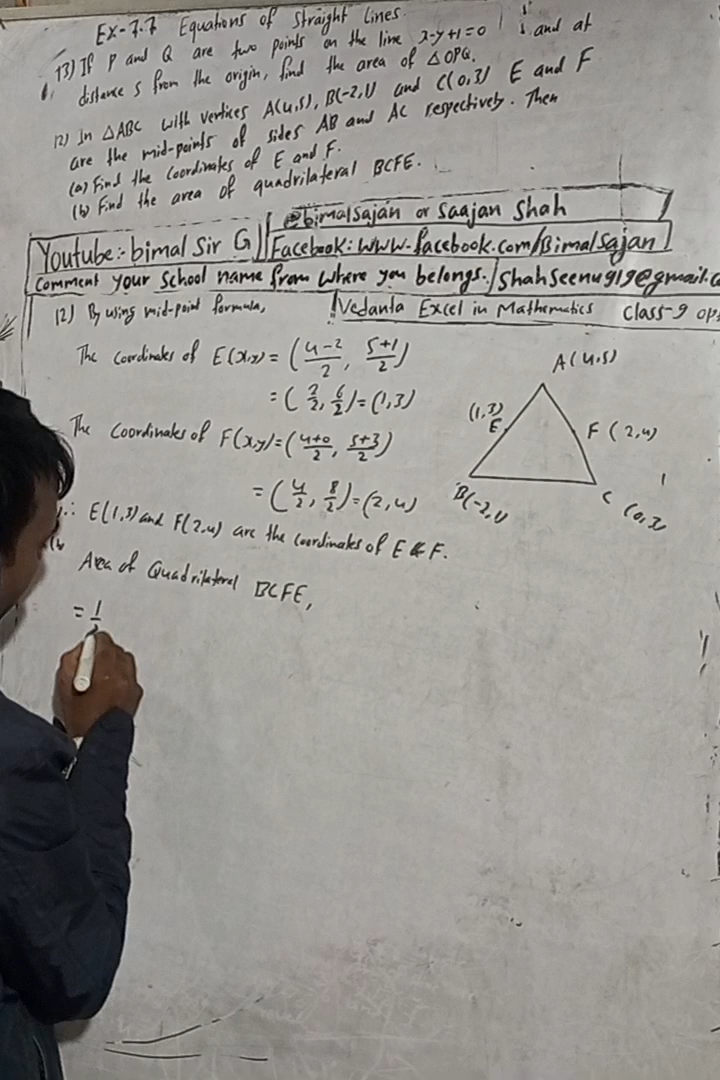 Ex-7.7 Equations of Straight Lines.
13) If P and Q are two points on the line x-y+1=0 and at
distance 5 from the origin, find the area of △OPQ.
12) In △ABC with vertices A(4,5), B(-2,1) and C(0,3) E and F
are the mid-points of sides AB and AC respectively. Then
(a) Find the coordinates of E and F.
(b) Find the area of quadrilateral BCFE.
@bimalsajan or Saajan Shah
Youtube:- bimal Sir G
Facebook: www.facebook.com/Bimalsajan
Comment your School name from where you belongs.
Shahseenu919@gmail.c
12) By using mid-point formula,
Vedanta Excel in Mathematics Class-9 op
The Coordinates of E(x,y) = (4-2/2, 5+1/2)
= (2/2, 6/2) = (1,3)
The Coordinates of F(x,y) = (4+0/2, 5+3/2)
= (4/2, 8/2) = (2,4)
∴ E(1,3) and F(2,4) are the coordinates of E & F.
Area of Quadrilateral BCFE,
= 1
A(4,5)
(1,3)
E
F (2,4)
B(-2,1)
C (0,3